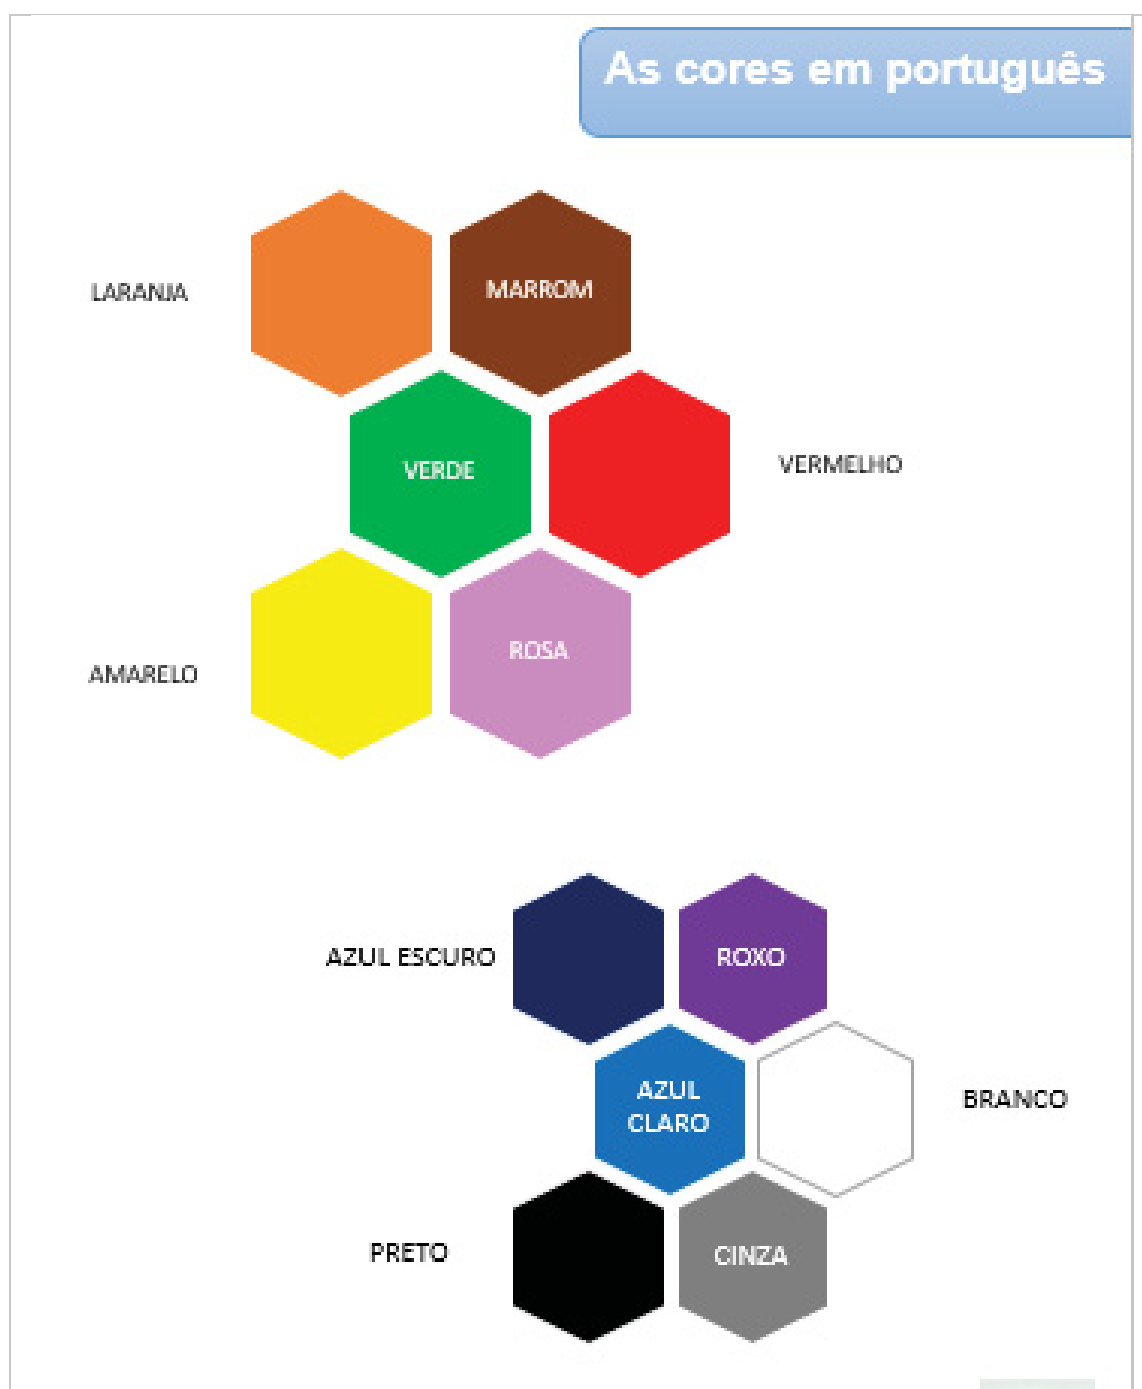 As cores em português
LARANJA
MARROM
VERDE
VERMELHO
AMARELO
ROSA
AZUL ESCURO
ROXO
AZUL
CLARO
BRANCO
PRETO
CINZA